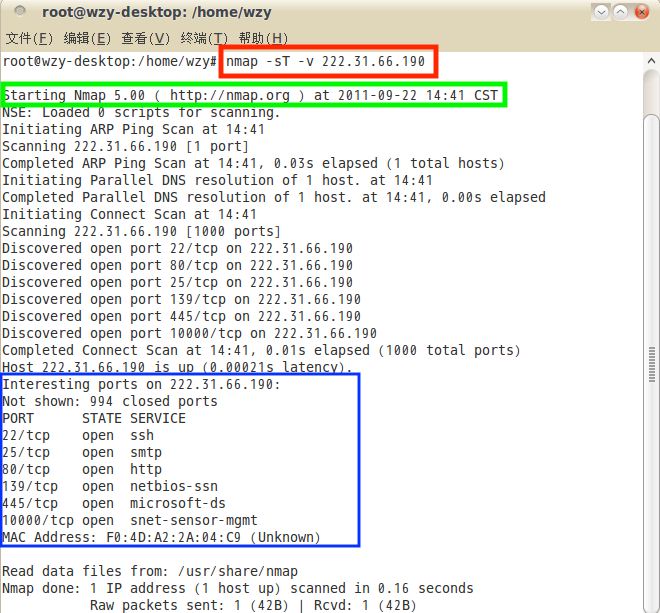 root@wzy-desktop: /home/wzy
文件(F) 编辑(E) 查看(V) 终端(T) 帮助(H)
root@wzy-desktop:/home/wzy# nmap -sT -v 222.31.66.190
Starting Nmap 5.00 ( http://nmap.org ) at 2011-09-22 14:41 CST
NSE: Loaded 0 scripts for scanning.
Initiating ARP Ping Scan at 14:41
Scanning 222.31.66.190 [1 port]
Completed ARP Ping Scan at 14:41, 0.03s elapsed (1 total hosts)
Initiating Parallel DNS resolution of 1 host. at 14:41
Completed Parallel DNS resolution of 1 host. at 14:41, 0.00s elapsed
Initiating Connect Scan at 14:41
Scanning 222.31.66.190 [1000 ports]
Discovered open port 22/tcp on 222.31.66.190
Discovered open port 80/tcp on 222.31.66.190
Discovered open port 25/tcp on 222.31.66.190
Discovered open port 139/tcp on 222.31.66.190
Discovered open port 445/tcp on 222.31.66.190
Discovered open port 10000/tcp on 222.31.66.190
Completed Connect Scan at 14:41, 0.01s elapsed (1000 total ports)
Host 222.31.66.190 is up (0.00021s latency).
Interesting ports on 222.31.66.190:
Not shown: 994 closed ports
PORT      STATE SERVICE
22/tcp    open  ssh
25/tcp    open  smtp
80/tcp    open  http
139/tcp   open  netbios-ssn
445/tcp   open  microsoft-ds
10000/tcp open  snet-sensor-mgmt
MAC Address: F0:4D:A2:2A:04:C9 (Unknown)
Read data files from: /usr/share/nmap
Nmap done: 1 IP address (1 host up) scanned in 0.16 seconds
Raw packets sent: 1 (42B) | Rcvd: 1 (42B)